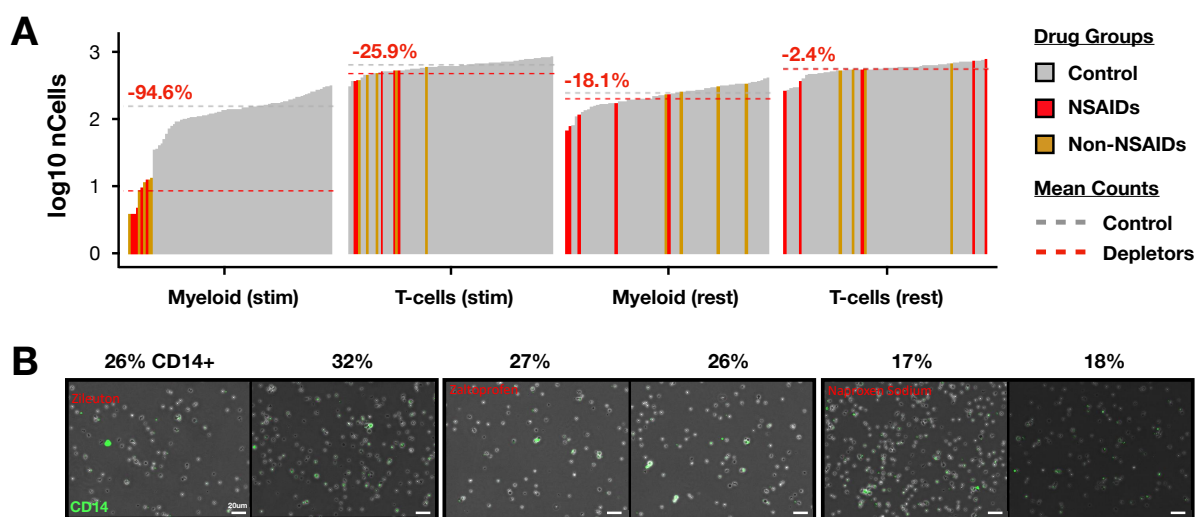 A
log10 nCells
3
2
1
0
-94.6%
-25.9%
-18.1%
-2.4%
Myeloid (stim)
T-cells (stim)
Myeloid (rest)
T-cells (rest)
Drug Groups
Control
NSAIDs
Non-NSAIDs
Mean Counts
Control
Depletors
B
26% CD14+
32%
27%
26%
17%
18%
Zileuton
Zaltoprofen
Naproxen Sodium
CD14
20um